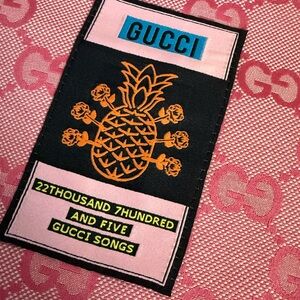 GUCCI
22THOUSAND 7HUNDRED
AND FIVE
GUCCI SONGS